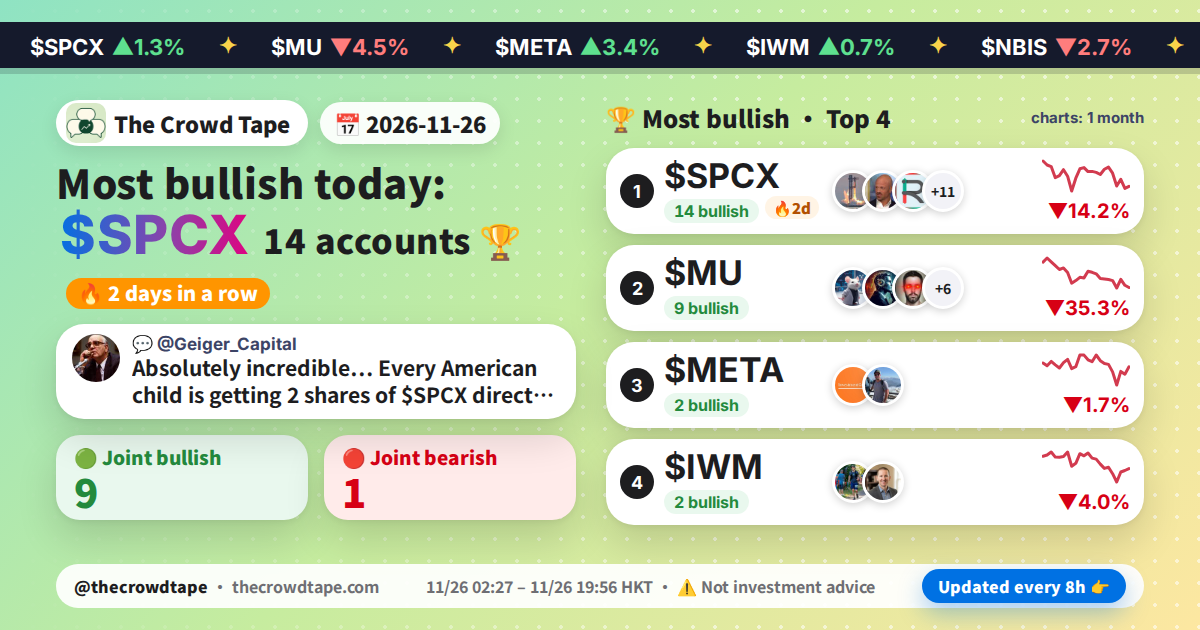 $SPCX ▲1.3% ✦ $MU ▼4.5% ✦ $META ▲3.4% ✦ $IWM ▲0.7% ✦ $NBIS ▼2.7% ✦
The Crowd Tape
📅 2026-11-26
Most bullish today:
$SPCX 14 accounts 🏆
🔥 2 days in a row
💬 @Geiger_Capital
Absolutely incredible… Every American
child is getting 2 shares of $SPCX direct…
🟢 Joint bullish
9
🔴 Joint bearish
1
🏆 Most bullish • Top 4
charts: 1 month
1
$SPCX
14 bullish
🔥2d
+11
▼14.2%
2
$MU
9 bullish
+6
▼35.3%
3
$META
2 bullish
▼1.7%
4
$IWM
2 bullish
▼4.0%
@thecrowdtape • thecrowdtape.com
11/26 02:27 – 11/26 19:56 HKT • ⚠️ Not investment advice
Updated every 8h 👉